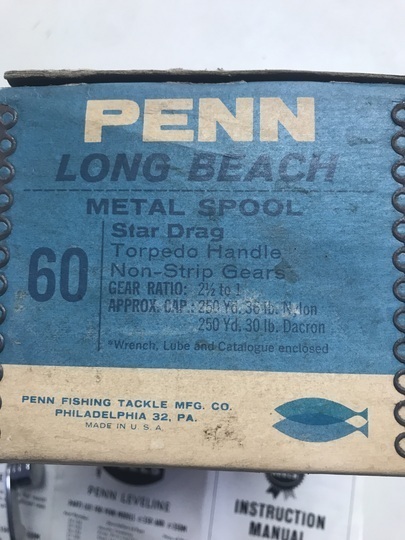 PENN
LONG BEACH
METAL SPOOL
60
Star Drag
Torpedo Handle
Non-Strip Gears
GEAR RATIO: 2½ to 1
APPROX. CAP.: 250 Yd. 36 lb. Nylon
250 Yd. 30 lb. Dacron
*Wrench, Lube and Catalogue enclosed
PENN FISHING TACKLE MFG. CO.
PHILADELPHIA 32, PA.
MADE IN U.S.A.
PENN LEVELINE
INSTRUCTION
MANUAL